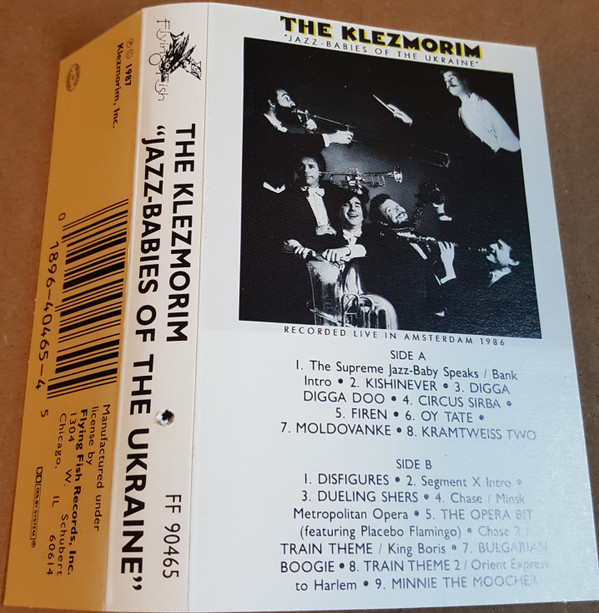 THE KLEZMORIM
"JAZZ-BABIES OF THE UKRAINE"
RECORDED LIVE IN AMSTERDAM 1986
SIDE A
1. The Supreme Jazz-Baby Speaks / Bank
Intro • 2. KISHINEVER • 3. DIGGA
DIGGA DOO • 4. CIRCUS SIRBA •
5. FIREN • 6. OY TATE •
7. MOLDOVANKE • 8. KRAMTWEISS TWO
SIDE B
1. DISFIGURES • 2. Segment X Intro •
3. DUELING SHERS • 4. Chase / Minsk
Metropolitan Opera • 5. THE OPERA BIT
(featuring Placebo Flamingo) • Chase 2 /
TRAIN THEME / King Boris • 7. BULGARIAN
BOOGIE • 8. TRAIN THEME 2 / Orient Express
to Harlem • 9. MINNIE THE MOOCHER
Flying Fish
THE KLEZMORIM
"JAZZ-BABIES OF THE UKRAINE"
FF 90465
℗ © 1987
Klezmorim, Inc.
0 1896-40465-4 5
Manufactured under
license by
Flying Fish Records, Inc.
1304 W. Schubert
Chicago, IL 60614
DOLBY SYSTEM®